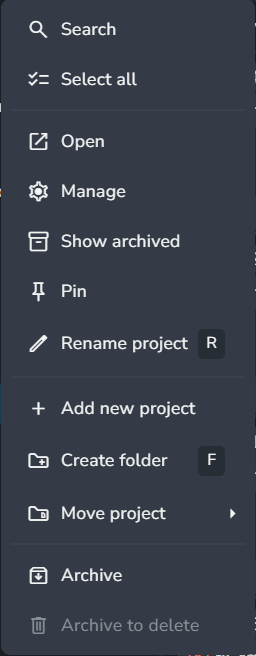 Search
Select all
Open
Manage
Show archived
Pin
Rename project R
Add new project
Create folder F
Move project
Archive
Archive to delete